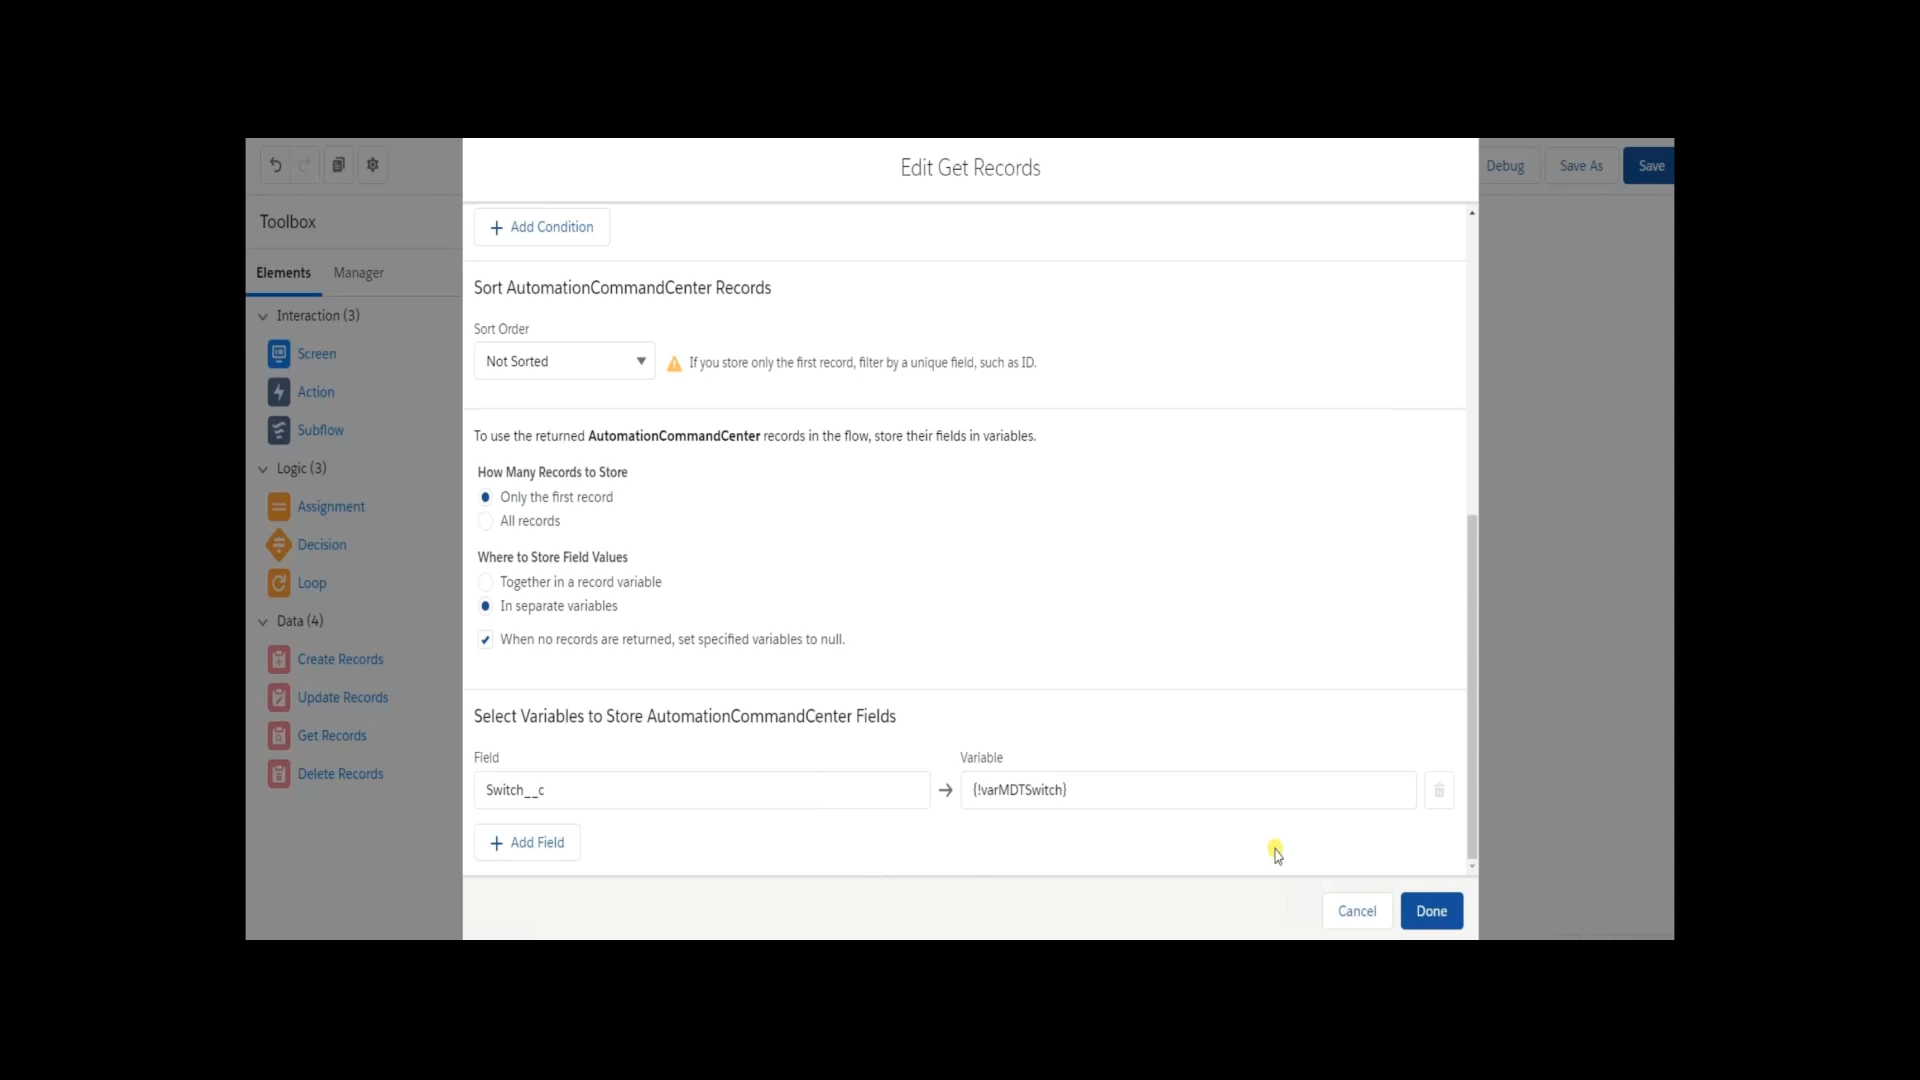 Edit Get Records
Debug
Save As
Save
Toolbox
Elements
Manager
Interaction (3)
Screen
Action
Subflow
Logic (3)
Assignment
Decision
Loop
Data (4)
Create Records
Update Records
Get Records
Delete Records
+ Add Condition
Sort AutomationCommandCenter Records
Sort Order
Not Sorted
If you store only the first record, filter by a unique field, such as ID.
To use the returned AutomationCommandCenter records in the flow, store their fields in variables.
How Many Records to Store
Only the first record
All records
Where to Store Field Values
Together in a record variable
In separate variables
When no records are returned, set specified variables to null.
Select Variables to Store AutomationCommandCenter Fields
Field
Variable
Switch__c
{!varMDTSwitch}
+ Add Field
Cancel
Done